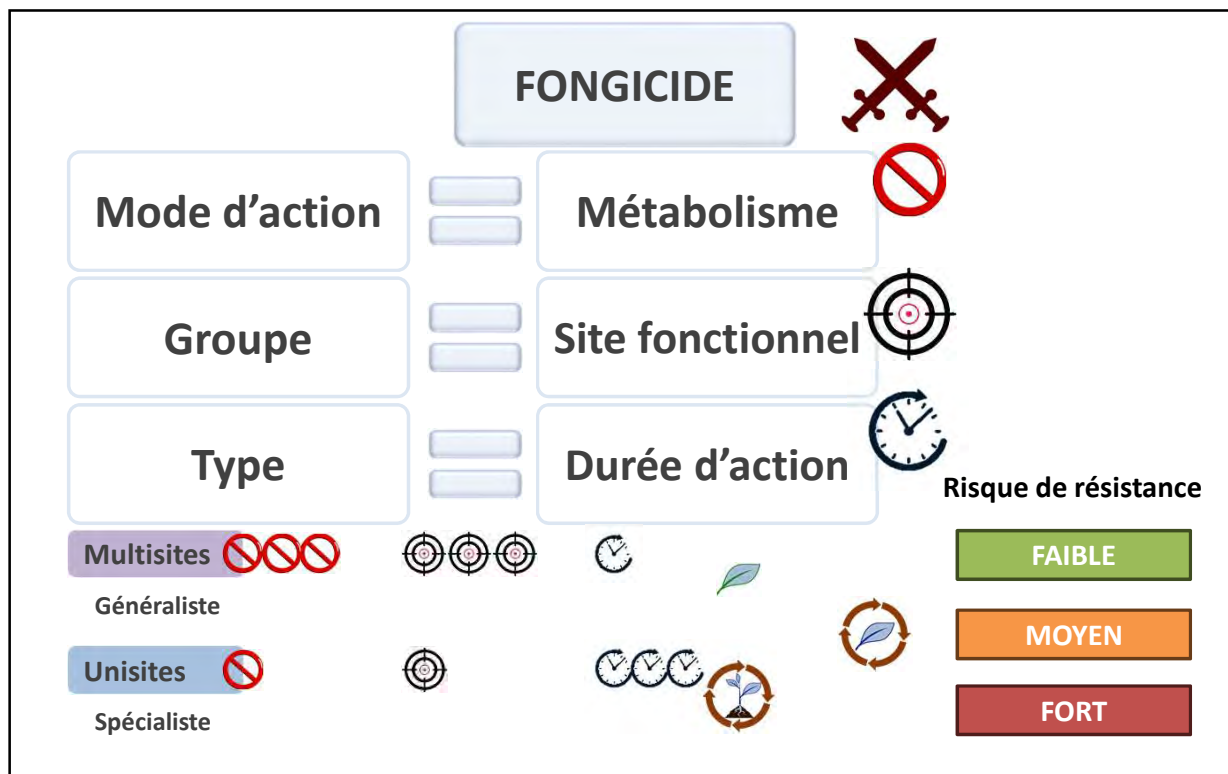 FONGICIDE
Mode d’action
Métabolisme
Groupe
Site fonctionnel
Type
Durée d’action
Risque de résistance
Multisites
FAIBLE
Généraliste
MOYEN
Unisites
Spécialiste
FORT